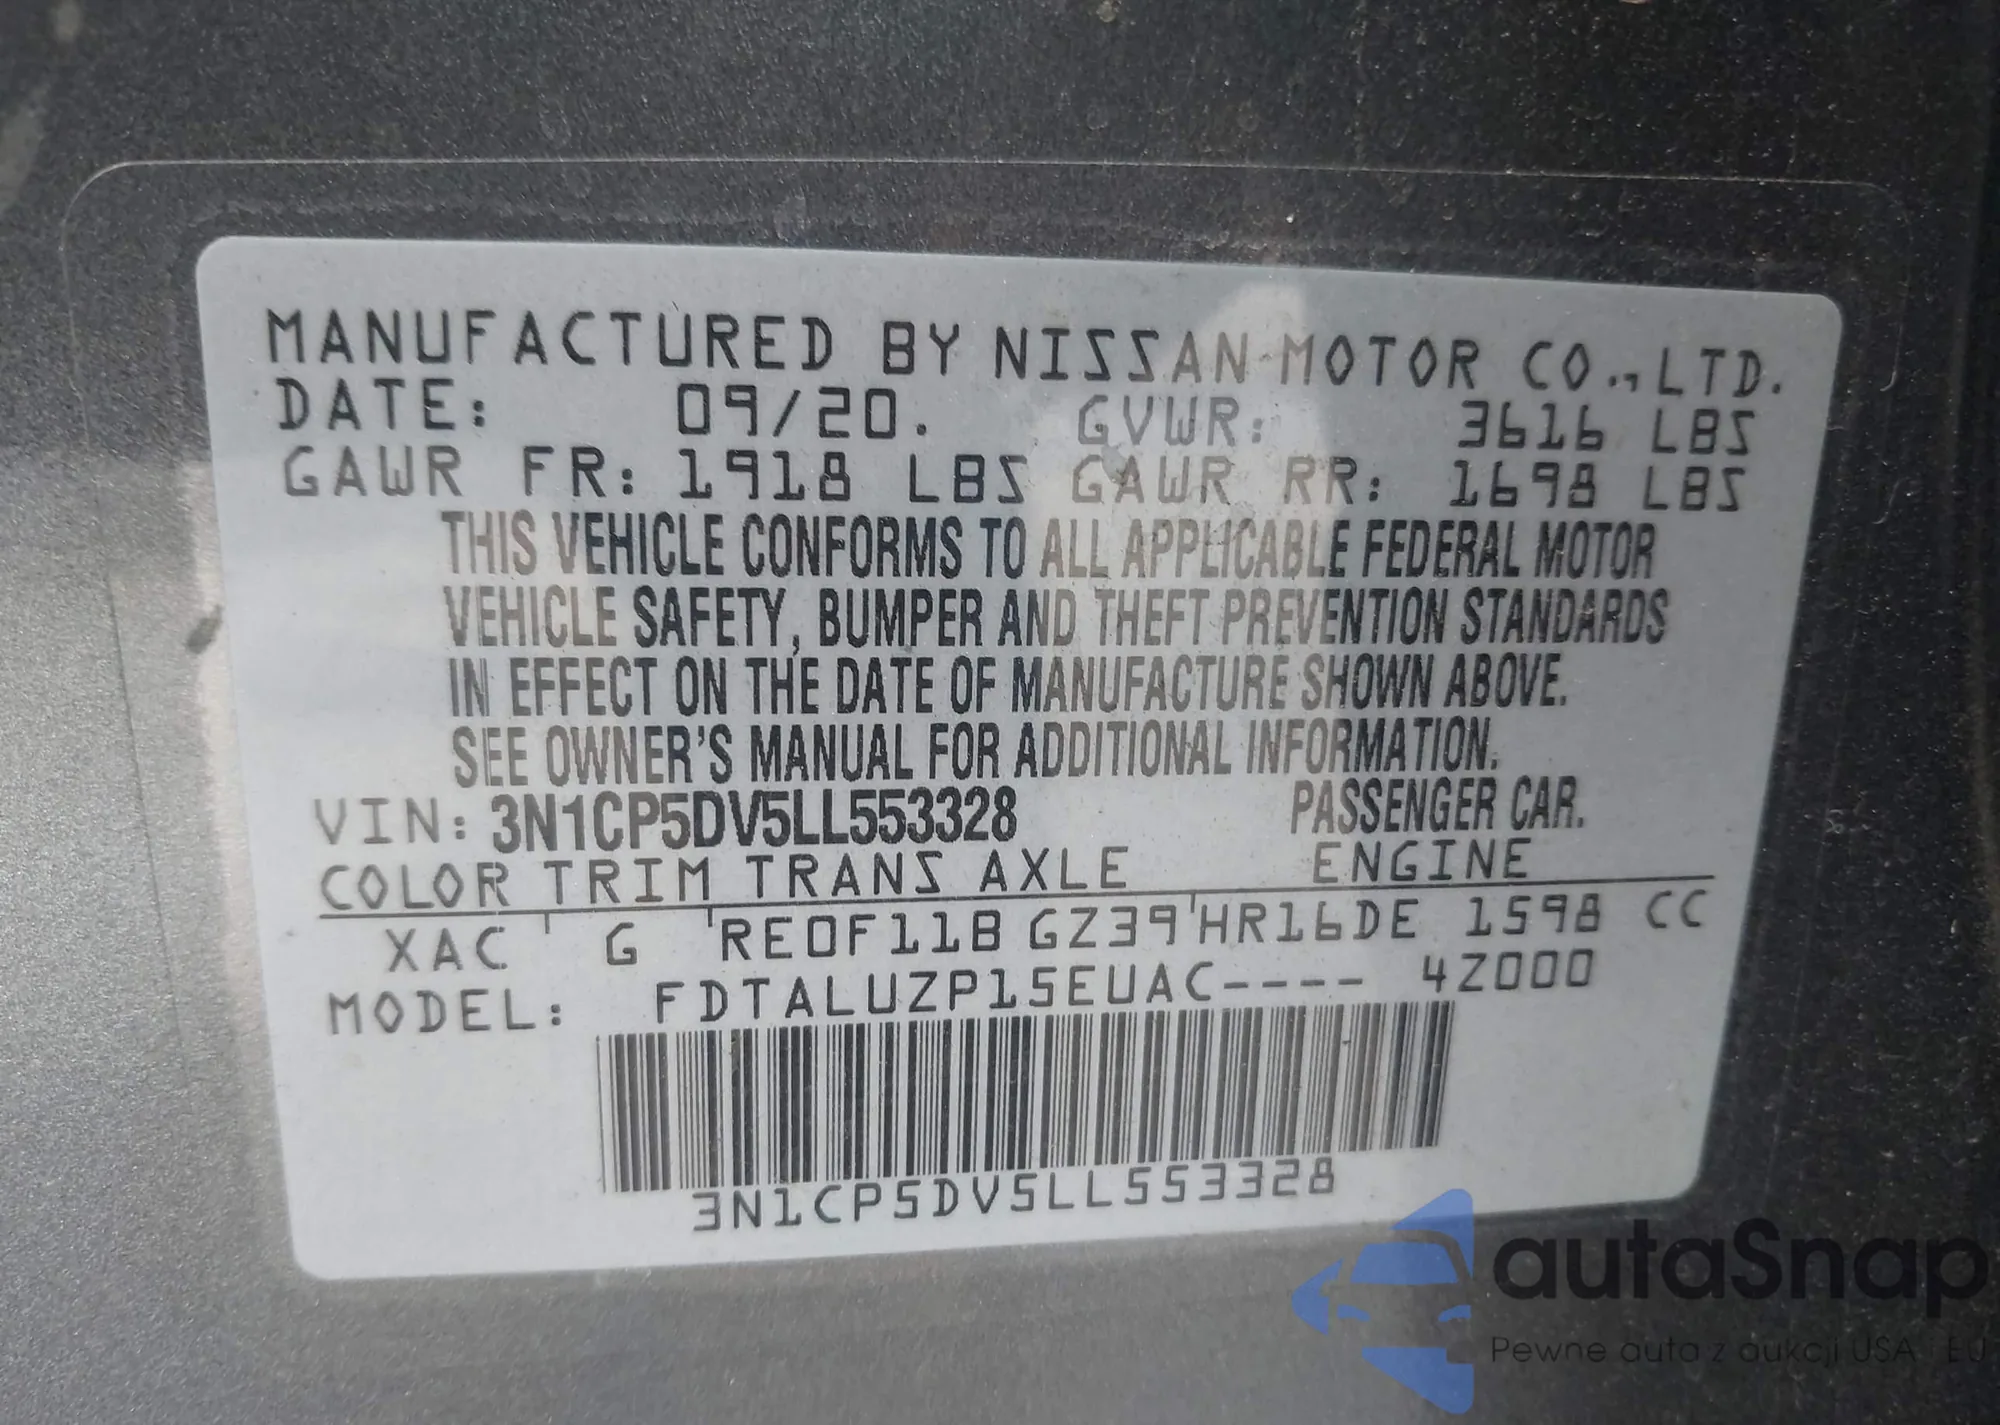 MANUFACTURED BY NISSAN MOTOR CO.,LTD.
DATE: 09/20. GVWR: 3616 LBS
GAWR FR: 1918 LBS GAWR RR: 1698 LBS
THIS VEHICLE CONFORMS TO ALL APPLICABLE FEDERAL MOTOR
VEHICLE SAFETY, BUMPER AND THEFT PREVENTION STANDARDS
IN EFFECT ON THE DATE OF MANUFACTURE SHOWN ABOVE.
SEE OWNER'S MANUAL FOR ADDITIONAL INFORMATION.
VIN: 3N1CP5DV5LL553328 PASSENGER CAR.
COLOR TRIM TRANS AXLE ENGINE
XAC G RE0F11B GZ39 HR16DE 1598 CC
MODEL: FDTALUZP15EUAC---- 4Z000
3N1CP5DV5LL553328
autaSnap
Pewne auta z aukcji USA i EU